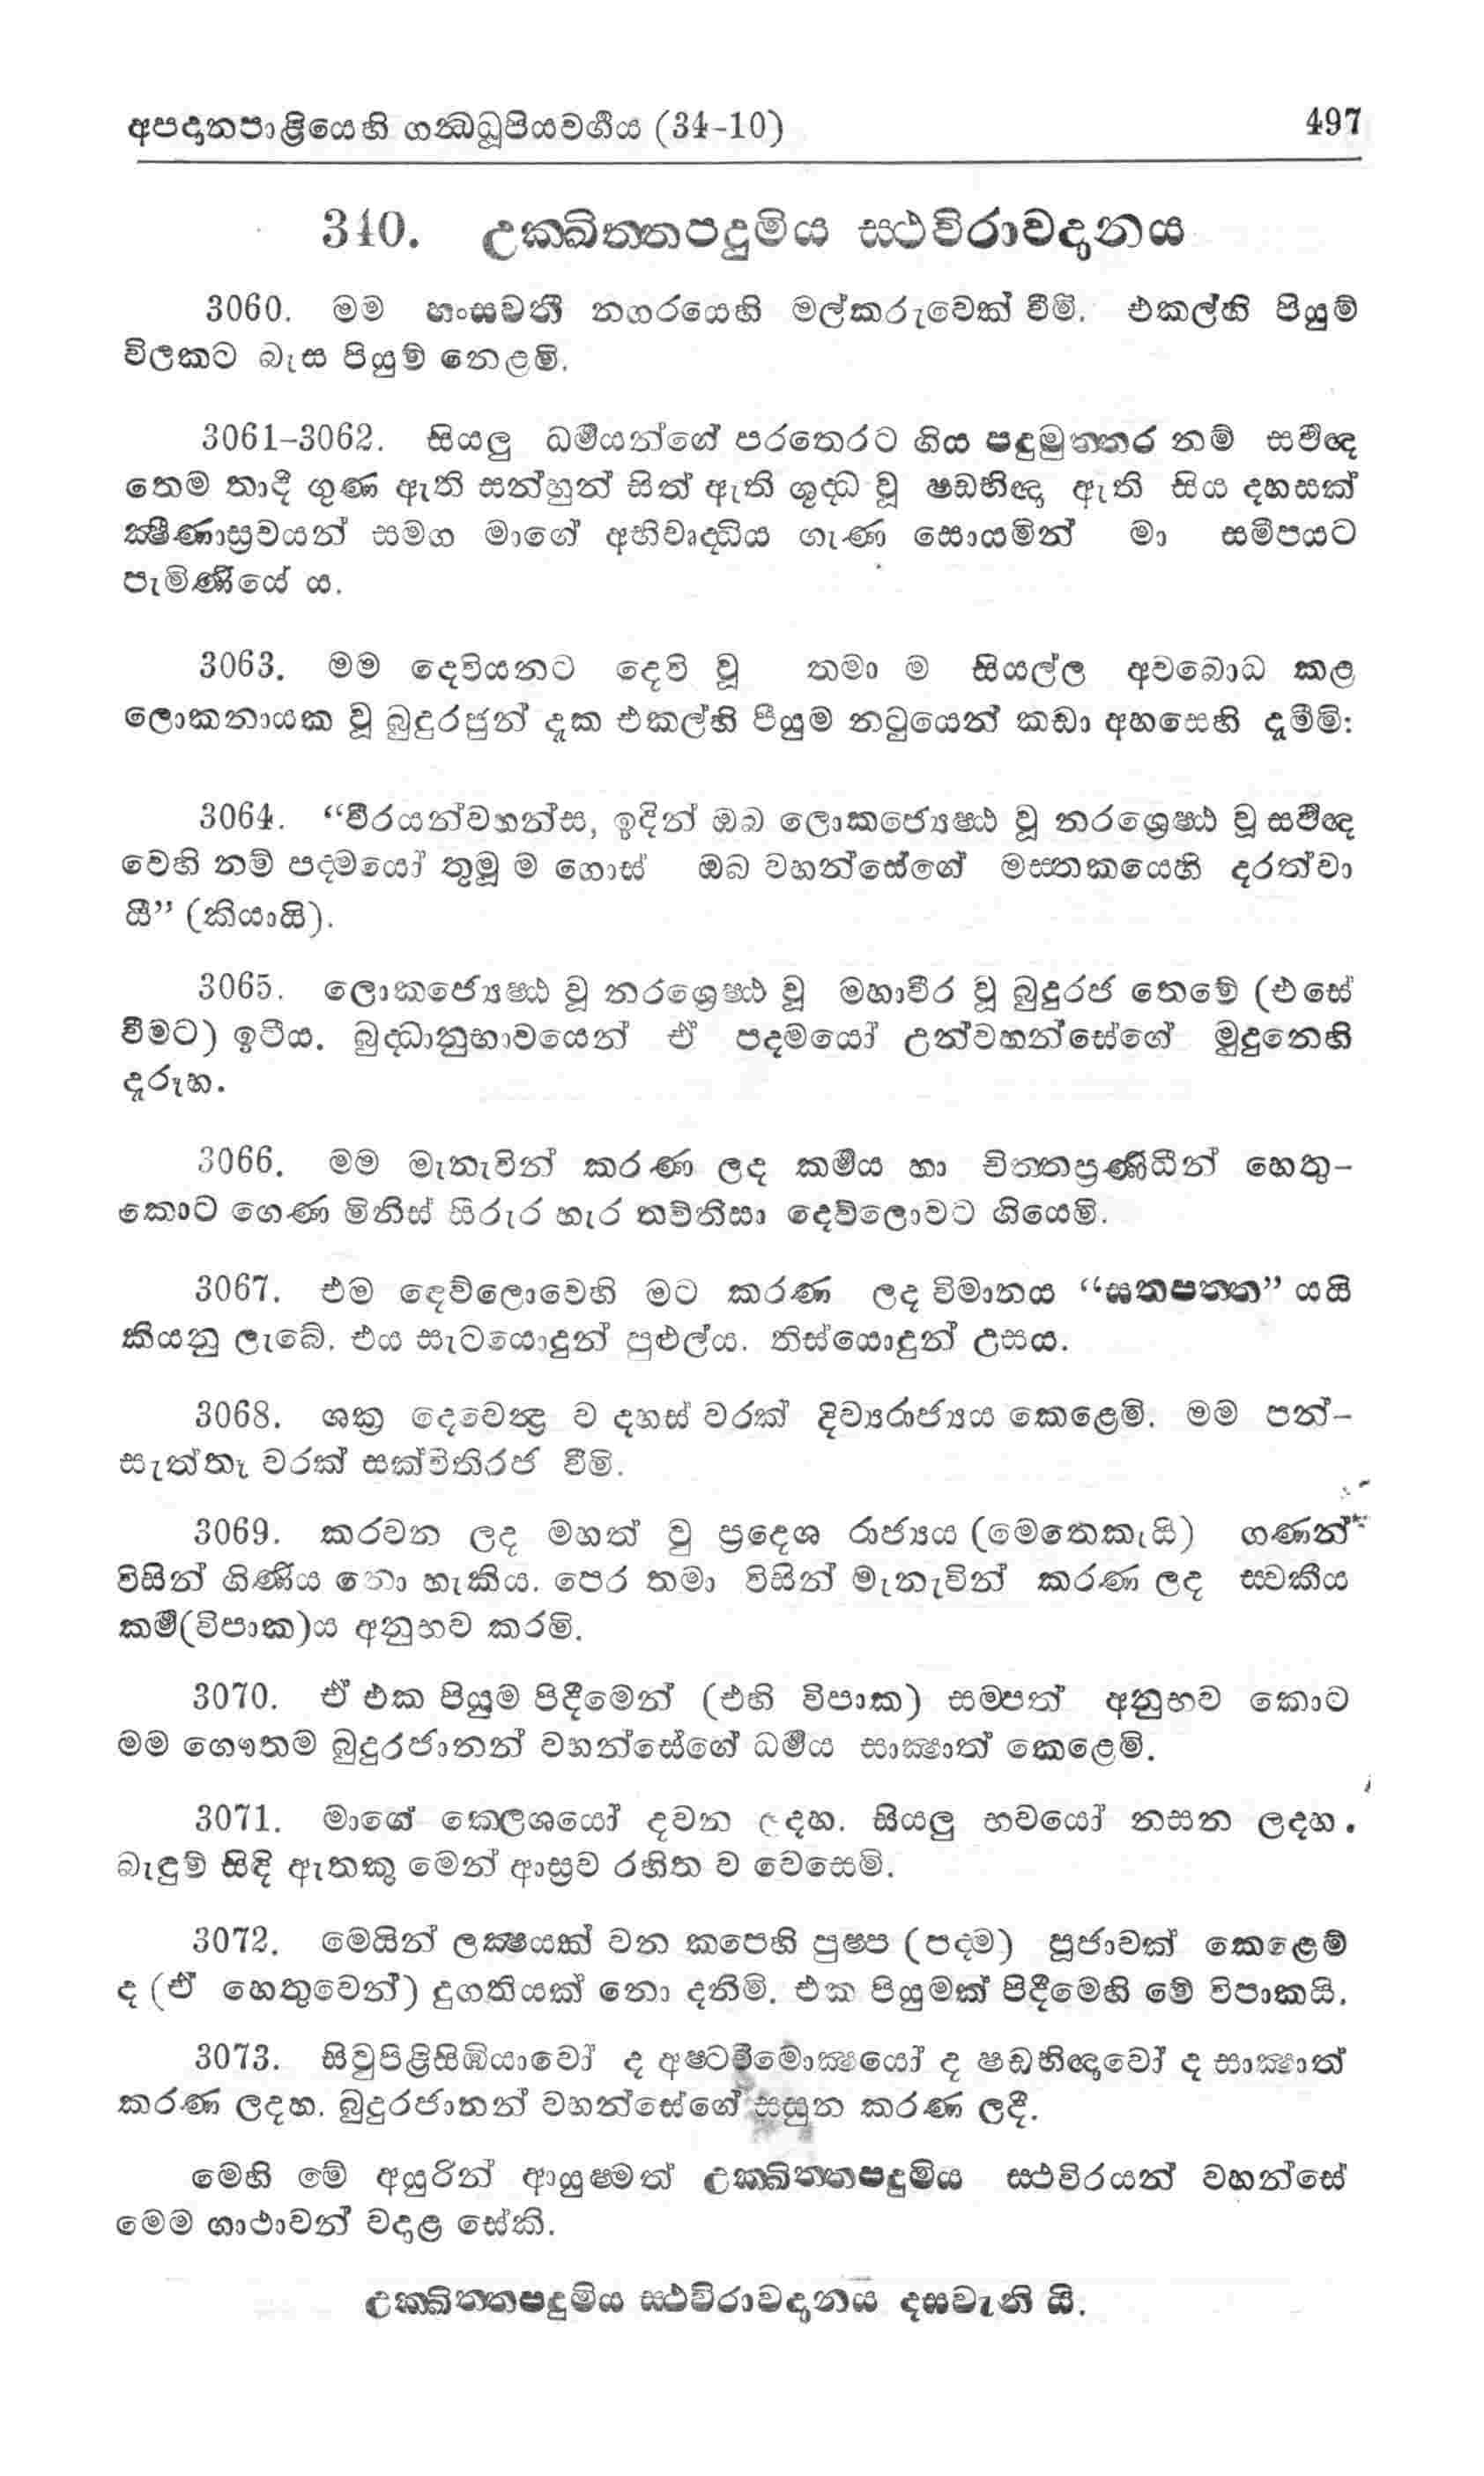 අපදානපාළියෙහි ගන්‍ධධූපියවර්‍ගය (34-10) 497
340. උක්‍ඛිත්‍තපදුමිය ස්‍ථවිරාවදානය
3060. මම හංසවතී නගරයෙහි මල්කරුවෙක් වීමි. එකල්හි පියුම්
විලකට බැස පියුම් නෙළමි.
3061-3062. සියලු ධර්‍මයන්ගේ පරතෙරට ගිය පදුමුත්‍තර නම් සර්‍වඥ
තෙම තාදී ගුණ ඇති සන්හුන් සිත් ඇති ශුද්‍ධ වූ ෂඩභිඥා ඇති සිය දහසක්
ක්‍ෂීණාස්‍රවයන් සමග මාගේ අභිවෘද්‍ධිය ගැණ සොයමින් මා සමීපයට
පැමිණියේ ය.
3063. මම දෙවියනට දෙවි වූ තමා ම සියල්ල අවබොධ කළ
ලොකනායක වූ බුදුරජුන් දැක එකල්හි පියුම නටුයෙන් කඩා අහසෙහි දැමීමි:
3064. “වීරයන්වහන්ස, ඉදින් ඔබ ලොකජ්‍යෙෂ්‍ඨ වූ නරශ්‍රෙෂ්‍ඨ වූ සර්‍වඥ
වෙහි නම් පද්‍මයෝ තුමූ ම ගොස් ඔබ වහන්සේගේ මස්‍තකයෙහි දරත්වා
යී” (කියායි).
3065. ලොකජ්‍යෙෂ්‍ඨ වූ නරශ්‍රෙෂ්‍ඨ වූ මහාවීර වූ බුදුරජ තෙමේ (එසේ
වීමට) ඉටීය. බුද්‍ධානුභාවයෙන් ඒ පද්‍මයෝ උන්වහන්සේගේ මුදුනෙහි
දැරූහ.
3066. මම මැනැවින් කරණ ලද කර්‍මය හා චිත්‍තප්‍රණිධීන් හෙතු-
කොට ගෙණ මිනිස් සිරුර හැර තව්තිසා දෙව්ලොවට ගියෙමි.
3067. එම දෙව්ලොවෙහි මට කරණ ලද විමානය “සතපත්‍ත” යයි
කියනු ලැබේ. එය සැටයොදුන් පුළුල්ය. තිස්යොදුන් උසය.
3068. ශක්‍ර දෙවෙන්‍ද්‍ර ව දහස් වරක් දිව්‍යරාජ්‍යය කෙළෙමි. මම පන්-
සැත්තෑ වරක් සක්විතිරජ වීමි.
3069. කරවන ලද මහත් වු ප්‍රදෙශ රාජ්‍යය (මෙතෙකැයි) ගණන්
විසින් ගිණිය නො හැකිය. පෙර තමා විසින් මැනැවින් කරණ ලද ස්‍වකීය
කර්‍ම(විපාක)ය අනුභව කරමි.
3070. ඒ එක පියුම පිදීමෙන් (එහි විපාක) සම්පත් අනුභව කොට
මම ගෞතම බුදුරජානන් වහන්සේගේ ධර්‍මය සාක්‍ෂාත් කෙළෙමි.
3071. මාගේ කෙලශයෝ දවන ලදහ. සියලු භවයෝ නසන ලදහ.
බැඳුම් සිඳි ඇතකු මෙන් ආස්‍රව රහිත ව වෙසෙමි.
3072. මෙයින් ලක්‍ෂයක් වන කපෙහි පුෂ්‍ප (පද්‍ම) පූජාවක් කෙළෙම්
ද (ඒ හෙතුවෙන්) දුගතියක් නො දනිමි. එක පියුමක් පිදීමෙහි මේ විපාකයි.
3073. සිවුපිළිසිඹියාවෝ ද අෂ්‍ටවිමොක්‍ෂයෝ ද ෂඩභිඥාවෝ ද සාක්‍ෂාත්
කරණ ලදහ. බුදුරජානන් වහන්සේගේ සසුන කරණ ලදී.
මෙහි මේ අයුරින් ආයුෂ්‍මත් උක්‍ඛිත්‍තපදුමිය ස්‍ථවිරයන් වහන්සේ
මෙම ගාථාවන් වදාළ සේකි.
උක්‍ඛිත්‍තපදුමිය ස්‍ථවිරාවදානය දසවැනි යි.